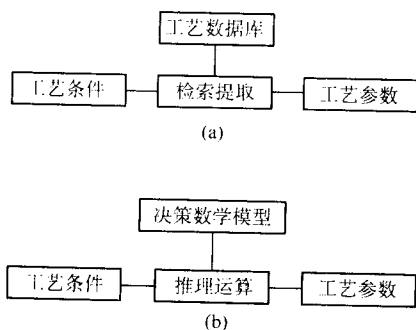 工艺数据库
工艺条件
检索提取
工艺参数
(a)
决策数学模型
工艺条件
推理运算
工艺参数
(b)